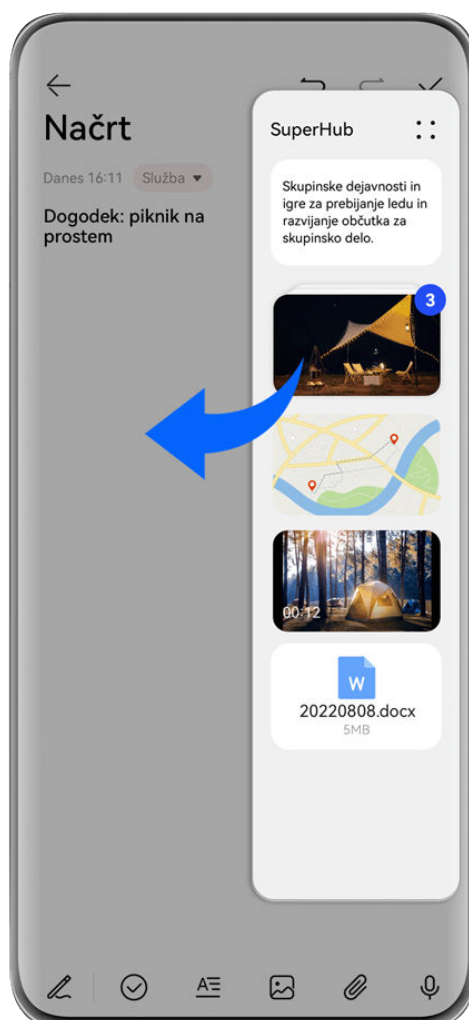 Načrt
Danes 16:11 Služba
Dogodek: piknik na
prostem
SuperHub
Skupinske dejavnosti in
igre za prebijanje ledu in
razvijanje občutka za
skupinsko delo.
3
00:12
W
20220808.docx
5MB
A